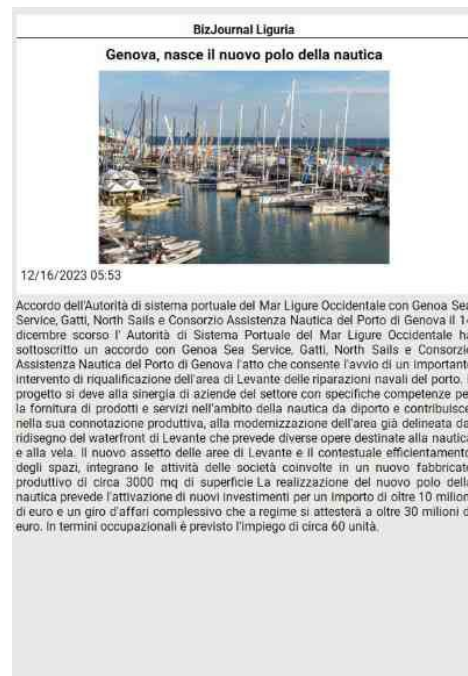 BizJournal Liguria
Genova, nasce il nuovo polo della nautica
12/16/2023 05:53
Accordo dell'Autorità di sistema portuale del Mar Ligure Occidentale con Genoa Sea
Service, Gatti, North Sails e Consorzio Assistenza Nautica del Porto di Genova il 14
dicembre scorso l' Autorità di Sistema Portuale del Mar Ligure Occidentale ha
sottoscritto un accordo con Genoa Sea Service, Gatti, North Sails e Consorzio
Assistenza Nautica del Porto di Genova l'atto che consente l'avvio di un importante
intervento di riqualificazione dell'area di Levante delle riparazioni navali del porto.
progetto si deve alla sinergia di aziende del settore con specifiche competenze per
la fornitura di prodotti e servizi nell'ambito della nautica da diporto e contribuisce
nella sua connotazione produttiva, alla modernizzazione dell'area già delineata dal
ridisegno del waterfront di Levante che prevede diverse opere destinate alla nautica
e alla vela. Il nuovo assetto delle aree di Levante e il contestuale efficientamento
degli spazi, integrano le attività delle società coinvolte in un nuovo fabbricato
produttivo di circa 3000 mq di superficie La realizzazione del nuovo polo della
nautica prevede l'attivazione di nuovi investimenti per un importo di oltre 10 milioni
di euro e un giro d'affari complessivo che a regime si attesterà a oltre 30 milioni d
euro. In termini occupazionali è previsto l'impiego di circa 60 unità.